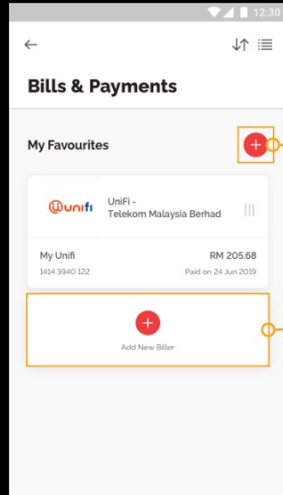 12:30
Bills & Payments
My Favourites
unifi
UniFi -
Telekom Malaysia Berhad
My Unifi
RM 205.68
1414 3940 122
Paid on 24 Jun 2019
Add New Biller